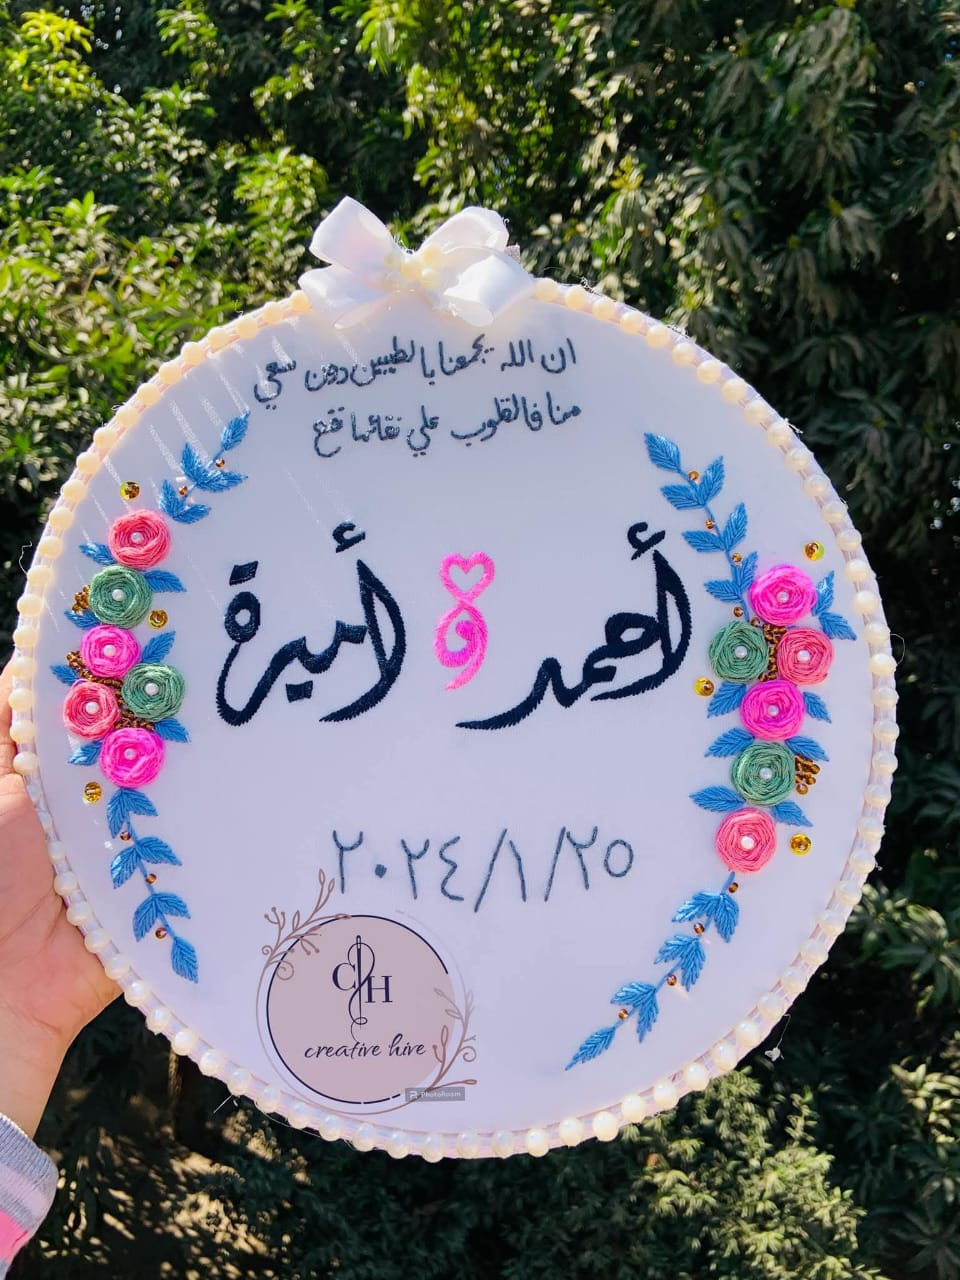 ان الله يجمعنا بالطيبين دون سعي
منا فالقلوب علي نقائها تقع
أحمد و أميرة
٢٠٢٤/١/٢٥
C H
creative hive
PhotoRoom